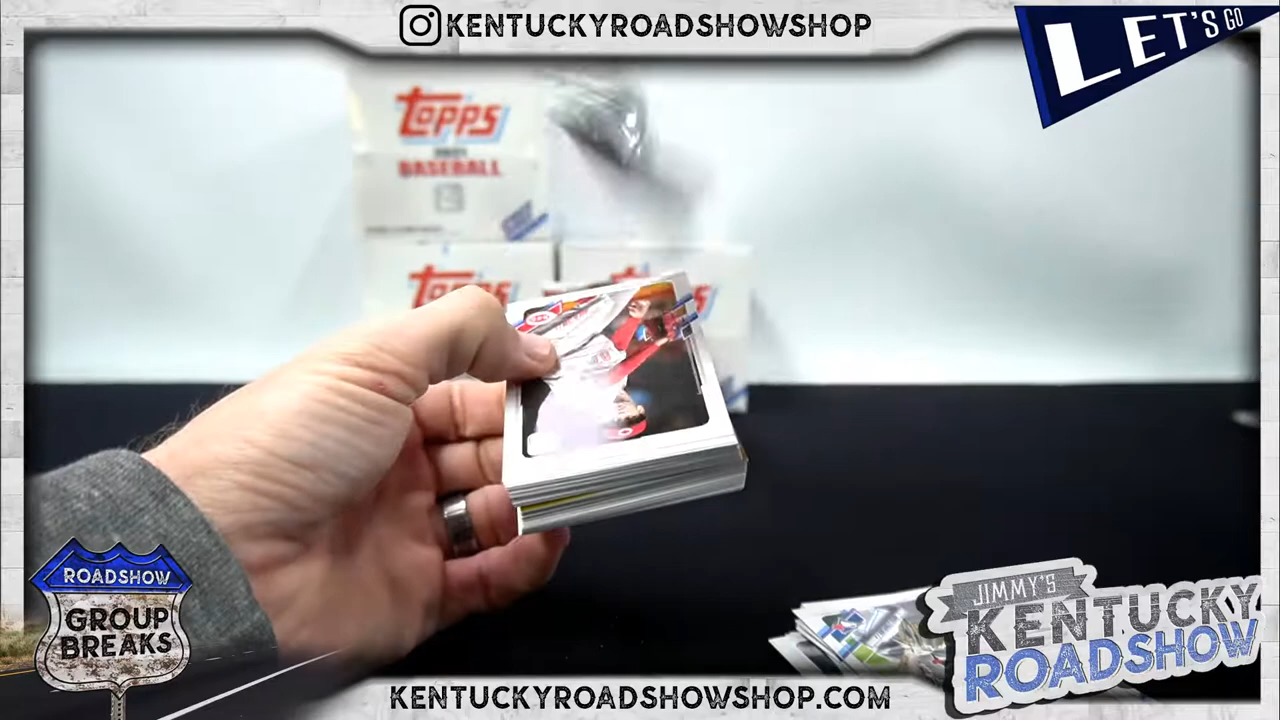 KENTUCKYROADSHOWSHOP
LET'S GO
Topps
BASEBALL
Topps
ROADSHOW
GROUP
BREAKS
JIMMY'S
KENTUCKY
ROADSHOW
KENTUCKYROADSHOWSHOP.COM